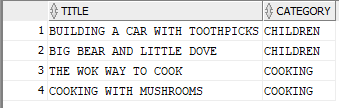 TITLE CATEGORY
1 BUILDING A CAR WITH TOOTHPICKS CHILDREN
2 BIG BEAR AND LITTLE DOVE CHILDREN
3 THE WOK WAY TO COOK COOKING
4 COOKING WITH MUSHROOMS COOKING